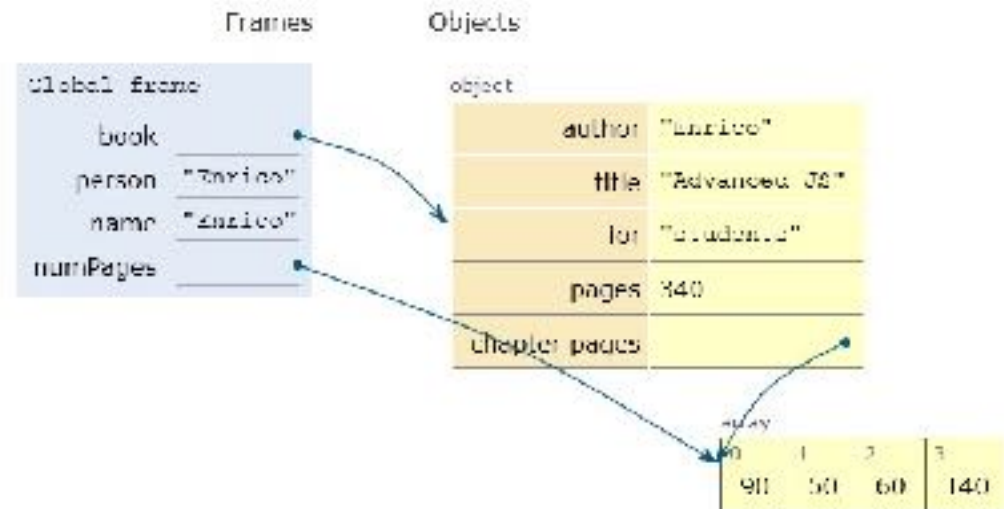 Frames Objects
Global frame
book
person "Enrico"
name "Enrico"
numPages
object
author "Enrico"
title "Advanced JS"
for "students"
pages 340
chapter pages
array
0 1 2 3
90 50 60 140